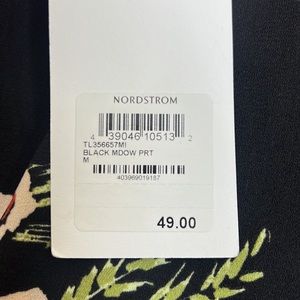 NORDSTROM
4 39046 10513 2
TL356657MI
BLACK MDOW PRT
M
403969019187
49.00